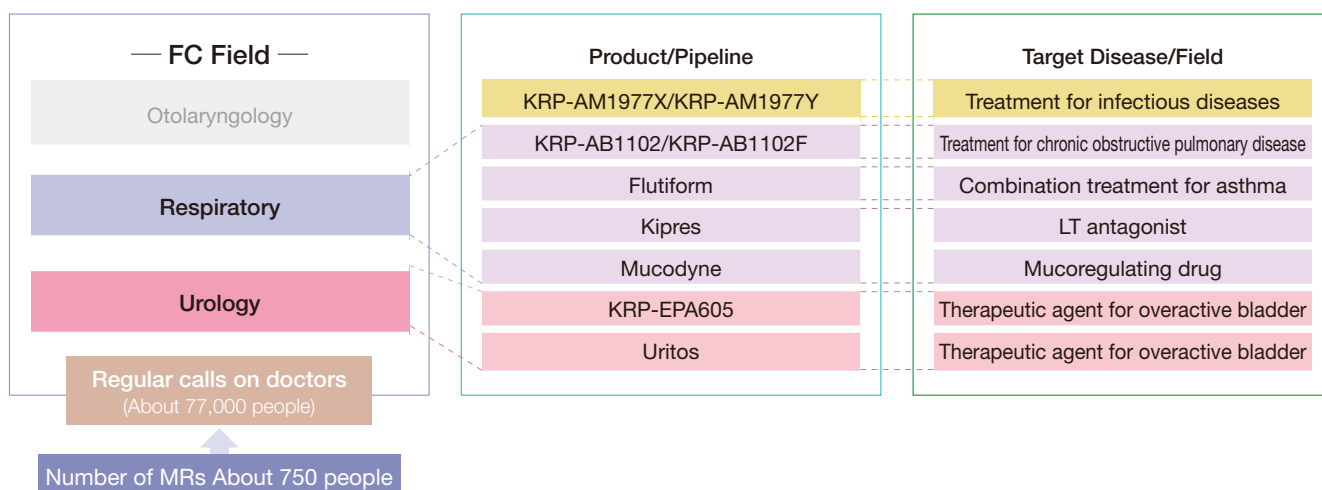 FC Field
Otolaryngology
Respiratory
Urology
Regular calls on doctors
(About 77,000 people)
Number of MRs About 750 people
Product/Pipeline
KRP-AM1977X/KRP-AM1977Y
KRP-AB1102/KRP-AB1102F
Flutiform
Kipres
Mucodyne
KRP-EPA605
Uritos
Target Disease/Field
Treatment for infectious diseases
Treatment for chronic obstructive pulmonary disease
Combination treatment for asthma
LT antagonist
Mucoregulating drug
Therapeutic agent for overactive bladder
Therapeutic agent for overactive bladder